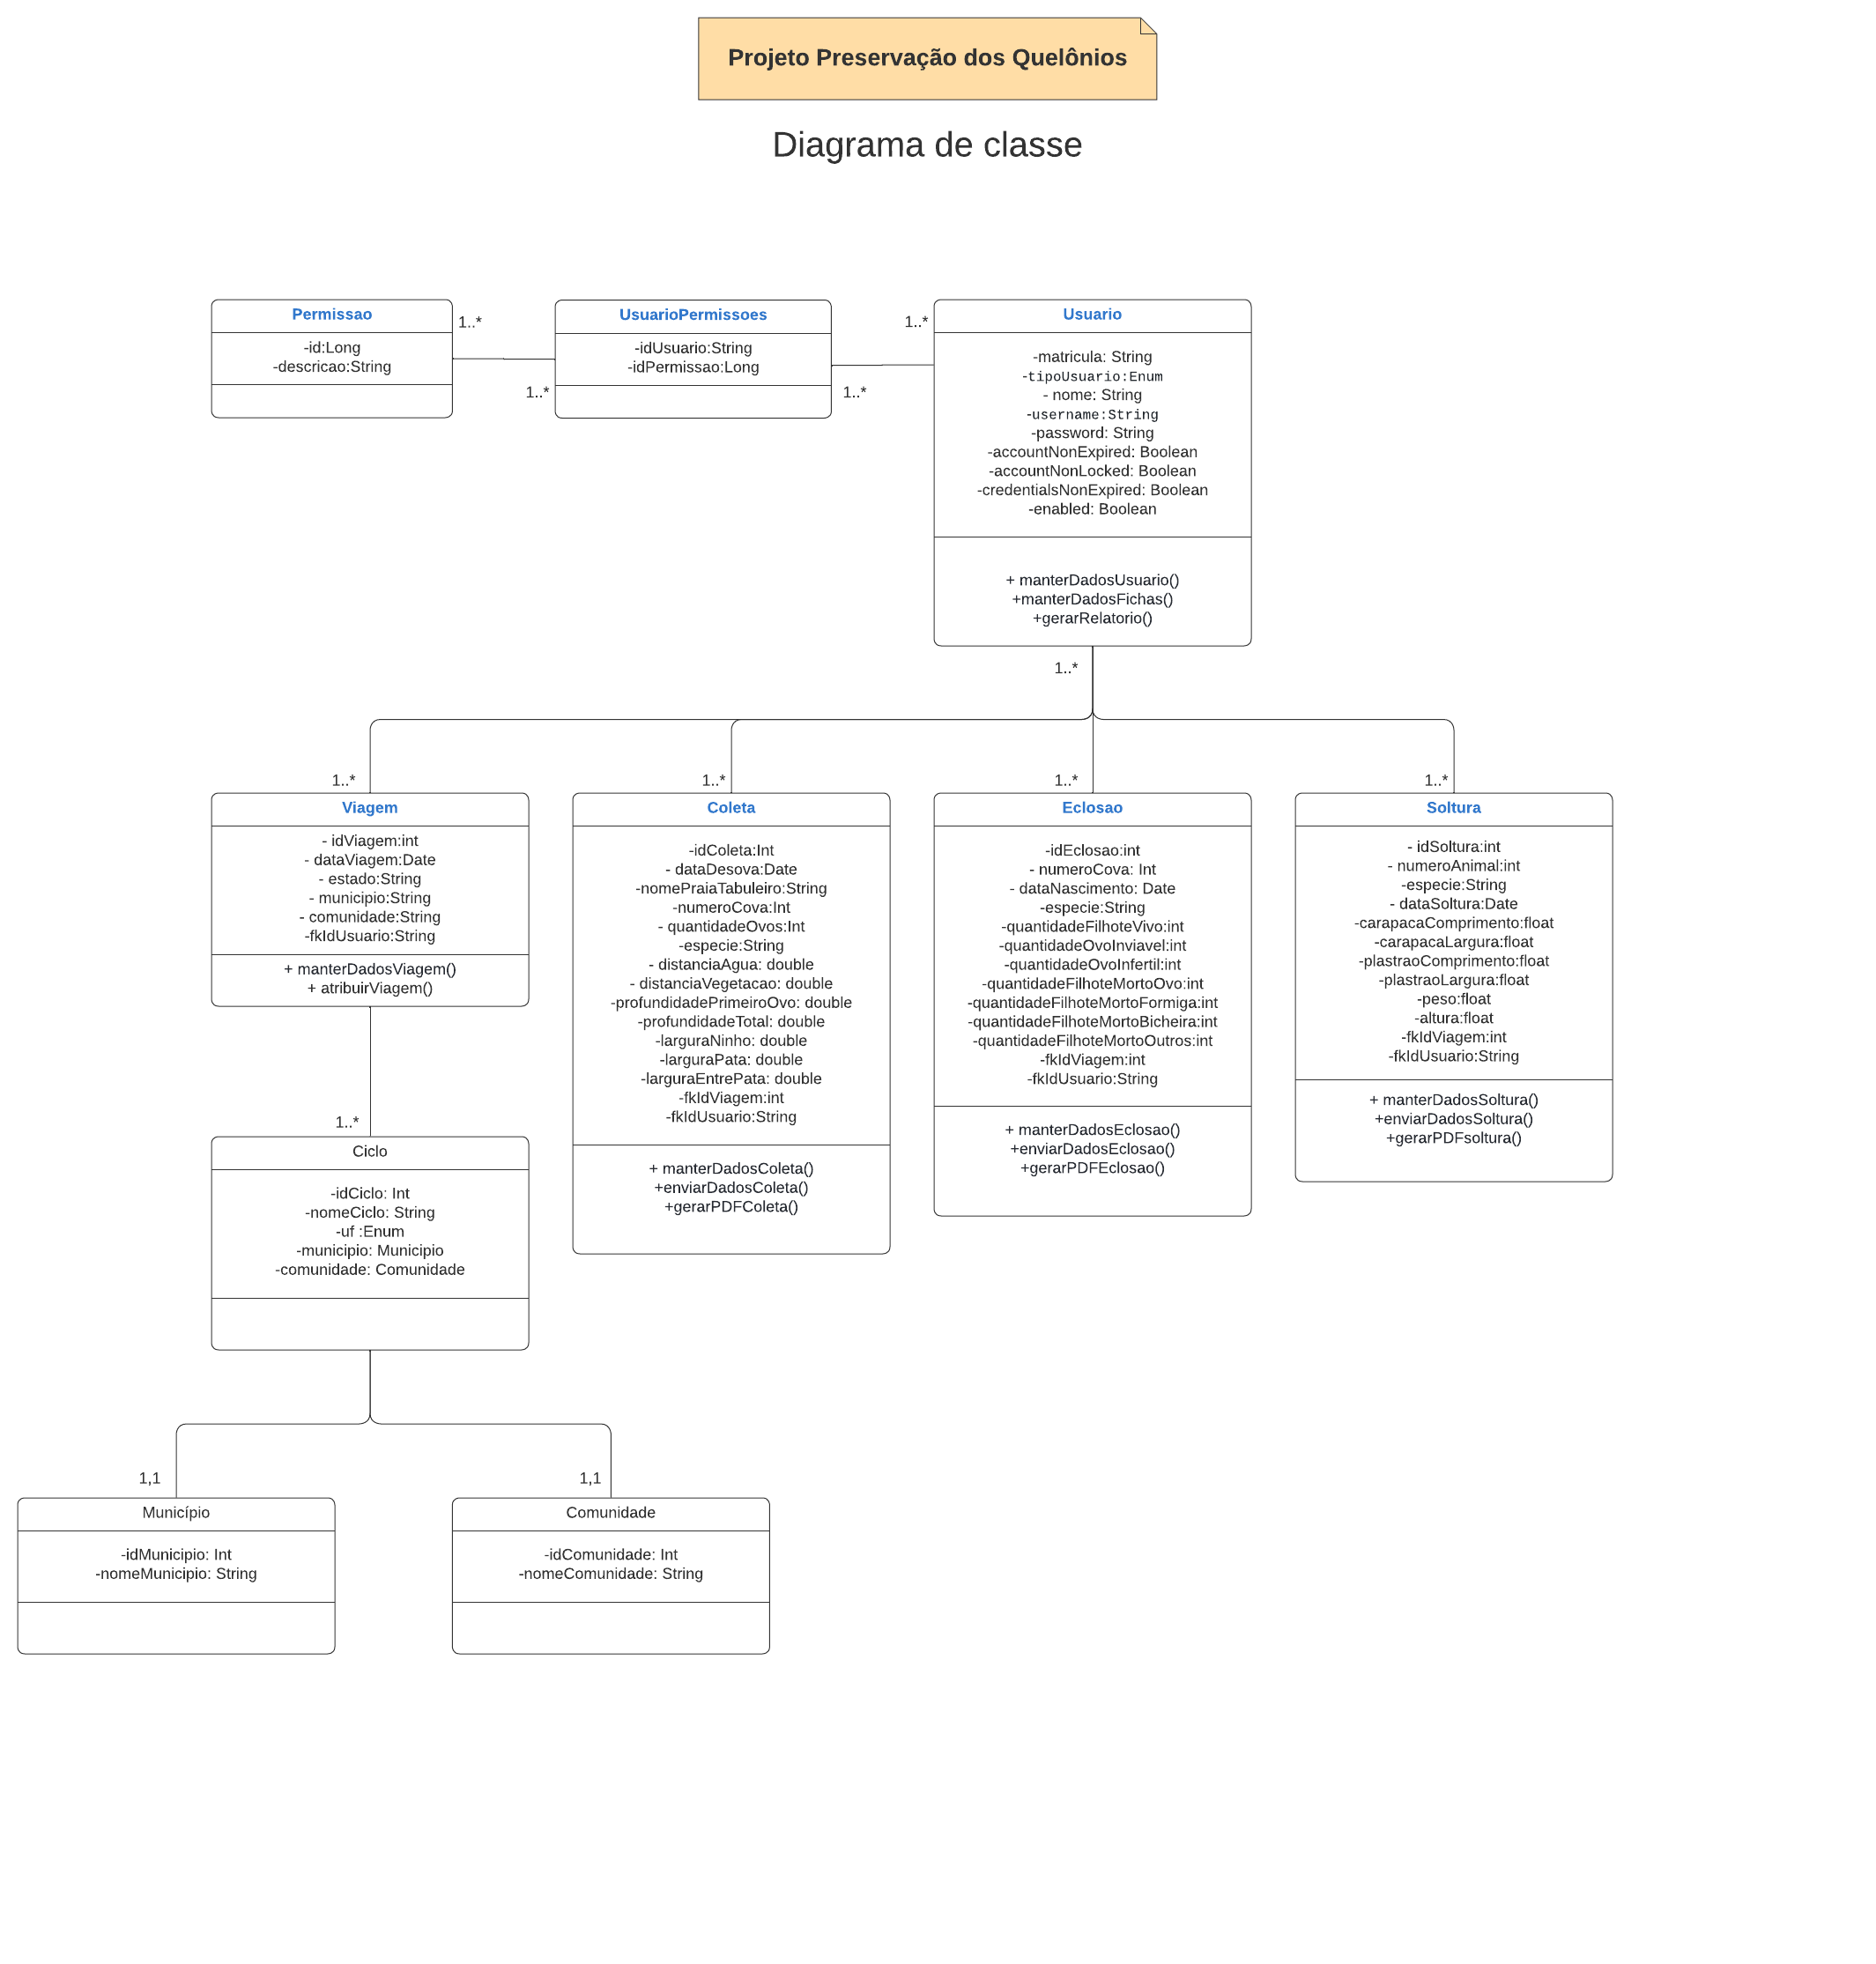 Projeto Preservação dos Quelônios
Diagrama de classe
Permissao
-id:Long
-descricao:String
1..*
1..*
UsuarioPermissoes
-idUsuario:String
-idPermissao:Long
1..*
1..*
Usuario
-matricula: String
-tipoUsuario:Enum
- nome: String
-username:String
-password: String
-accountNonExpired: Boolean
-accountNonLocked: Boolean
-credentialsNonExpired: Boolean
-enabled: Boolean
+ manterDadosUsuario()
+manterDadosFichas()
+gerarRelatorio()
1..*
1..*
1..*
1..*
1..*
Viagem
- idViagem:int
- dataViagem:Date
- estado:String
- municipio:String
- comunidade:String
-fkIdUsuario:String
+ manterDadosViagem()
+ atribuirViagem()
Coleta
-idColeta:Int
- dataDesova:Date
-nomePraiaTabuleiro:String
-numeroCova:Int
- quantidadeOvos:Int
-especie:String
- distanciaAgua: double
- distanciaVegetacao: double
-profundidadePrimeiroOvo: double
-profundidadeTotal: double
-larguraNinho: double
-larguraPata: double
-larguraEntrePata: double
-fkIdViagem:int
-fkIdUsuario:String
+ manterDadosColeta()
+enviarDadosColeta()
+gerarPDFColeta()
Eclosao
-idEclosao:int
- numeroCova: Int
- dataNascimento: Date
-especie:String
-quantidadeFilhoteVivo:int
-quantidadeOvoInviavel:int
-quantidadeOvoInfertil:int
-quantidadeFilhoteMortoOvo:int
-quantidadeFilhoteMortoFormiga:int
-quantidadeFilhoteMortoBicheira:int
-quantidadeFilhoteMortoOutros:int
-fkIdViagem:int
-fkIdUsuario:String
+ manterDadosEclosao()
+enviarDadosEclosao()
+gerarPDFEclosao()
Soltura
- idSoltura:int
- numeroAnimal:int
-especie:String
- dataSoltura:Date
-carapacaComprimento:float
-carapacaLargura:float
-plastraoComprimento:float
-plastraoLargura:float
-peso:float
-altura:float
-fkIdViagem:int
-fkIdUsuario:String
+ manterDadosSoltura()
+enviarDadosSoltura()
+gerarPDFsoltura()
1..*
Ciclo
-idCiclo: Int
-nomeCiclo: String
-uf :Enum
-municipio: Municipio
-comunidade: Comunidade
1,1
1,1
Município
-idMunicipio: Int
-nomeMunicipio: String
Comunidade
-idComunidade: Int
-nomeComunidade: String